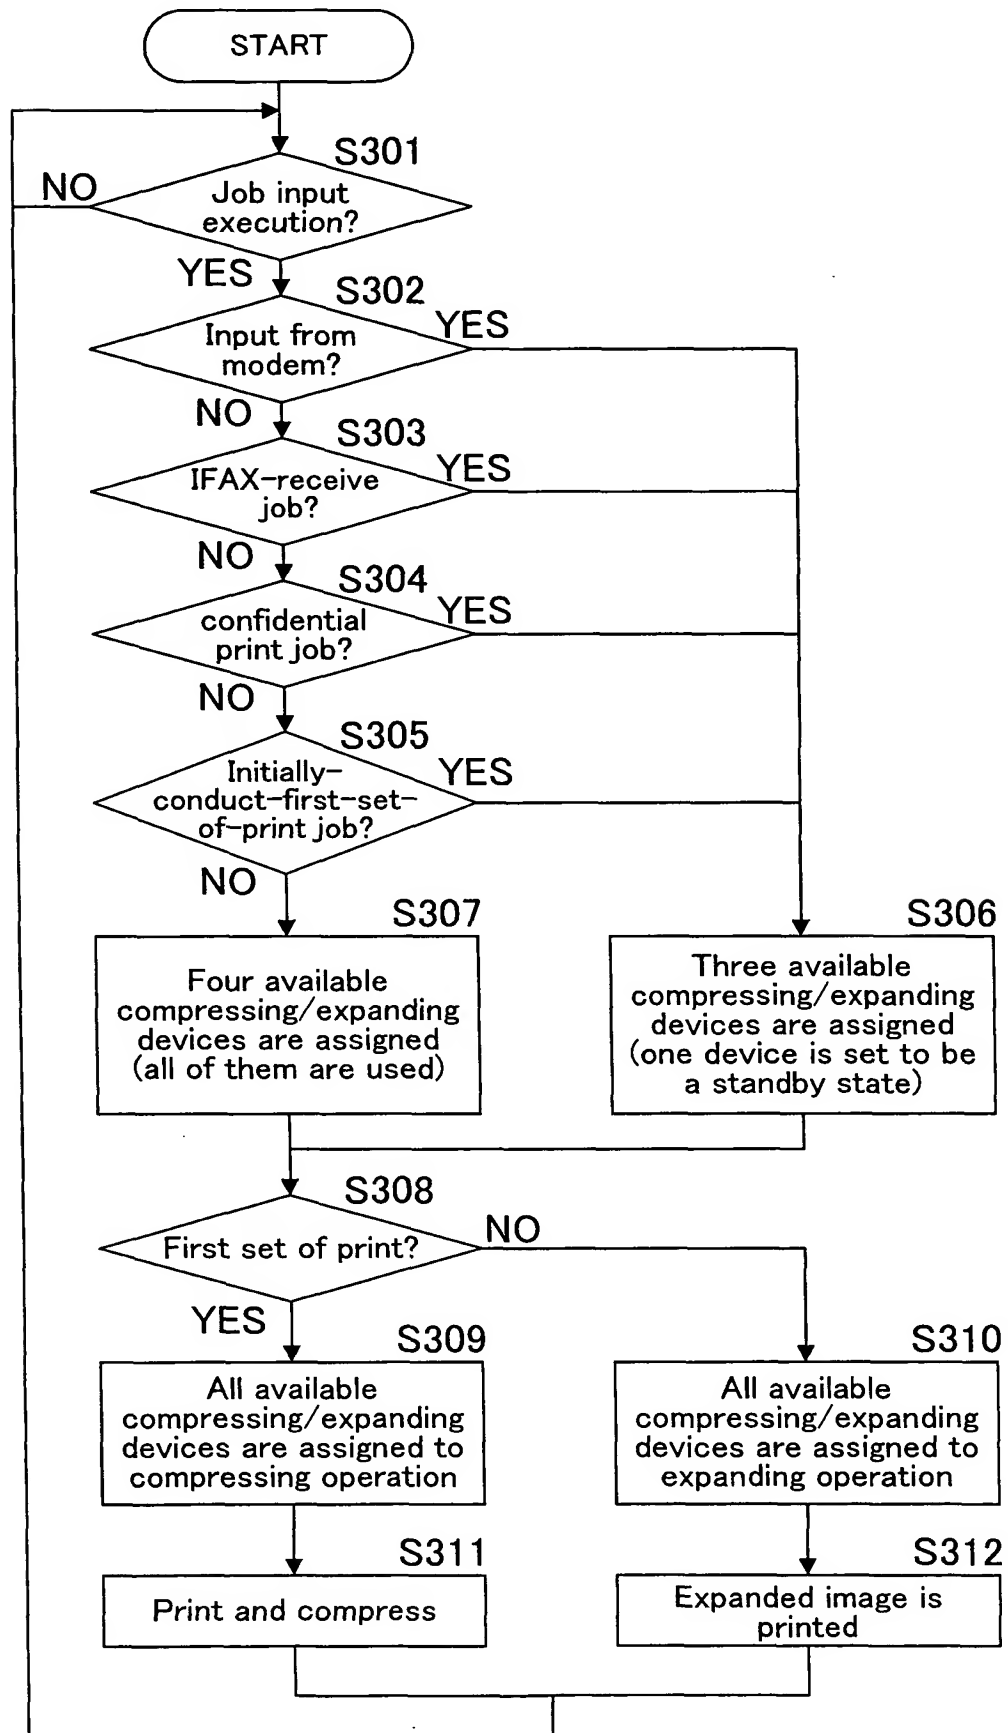 START
S301
NO
Job input
execution?
YES
S302
Input from
modem?
YES
NO
S303
IFAX-receive
job?
YES
NO
S304
confidential
print job?
YES
NO
S305
Initially-
conduct-first-set-
of-print job?
YES
NO
S307
Four available
compressing/expanding
devices are assigned
(all of them are used)
S306
Three available
compressing/expanding
devices are assigned
(one device is set to be
a standby state)
S308
First set of print?
NO
YES
S309
All available
compressing/expanding
devices are assigned to
compressing operation
S310
All available
compressing/expanding
devices are assigned to
expanding operation
S311
Print and compress
S312
Expanded image is
printed